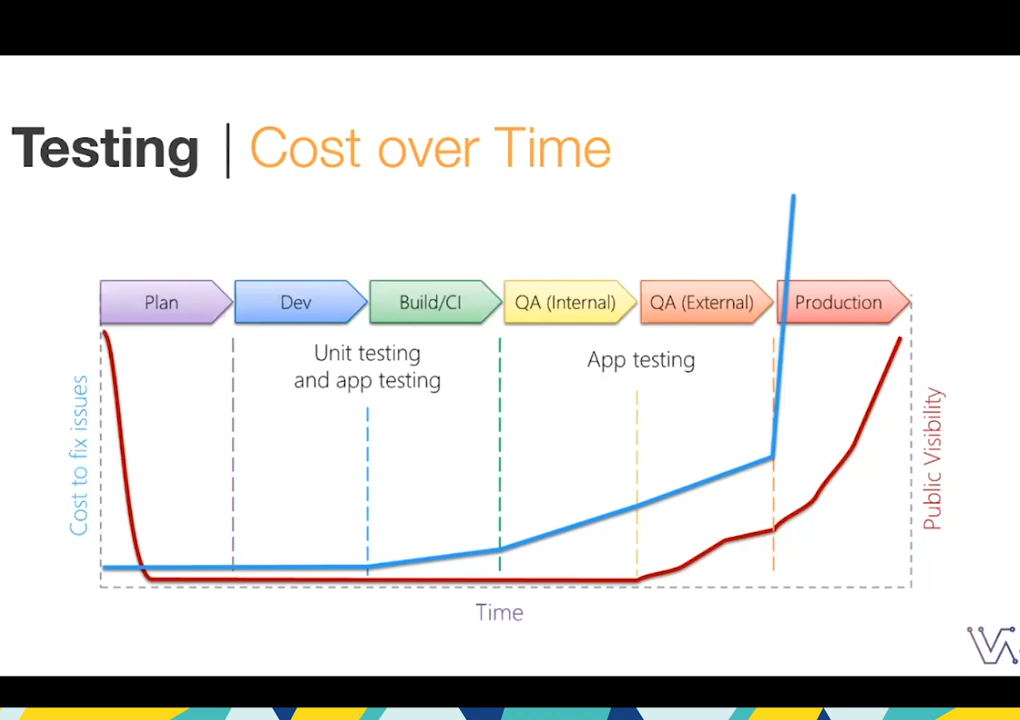 Testing | Cost over Time
Plan
Dev
Build/CI
QA (Internal)
QA (External)
Production
Unit testing
and app testing
App testing
Cost to fix issues
Public Visibility
Time